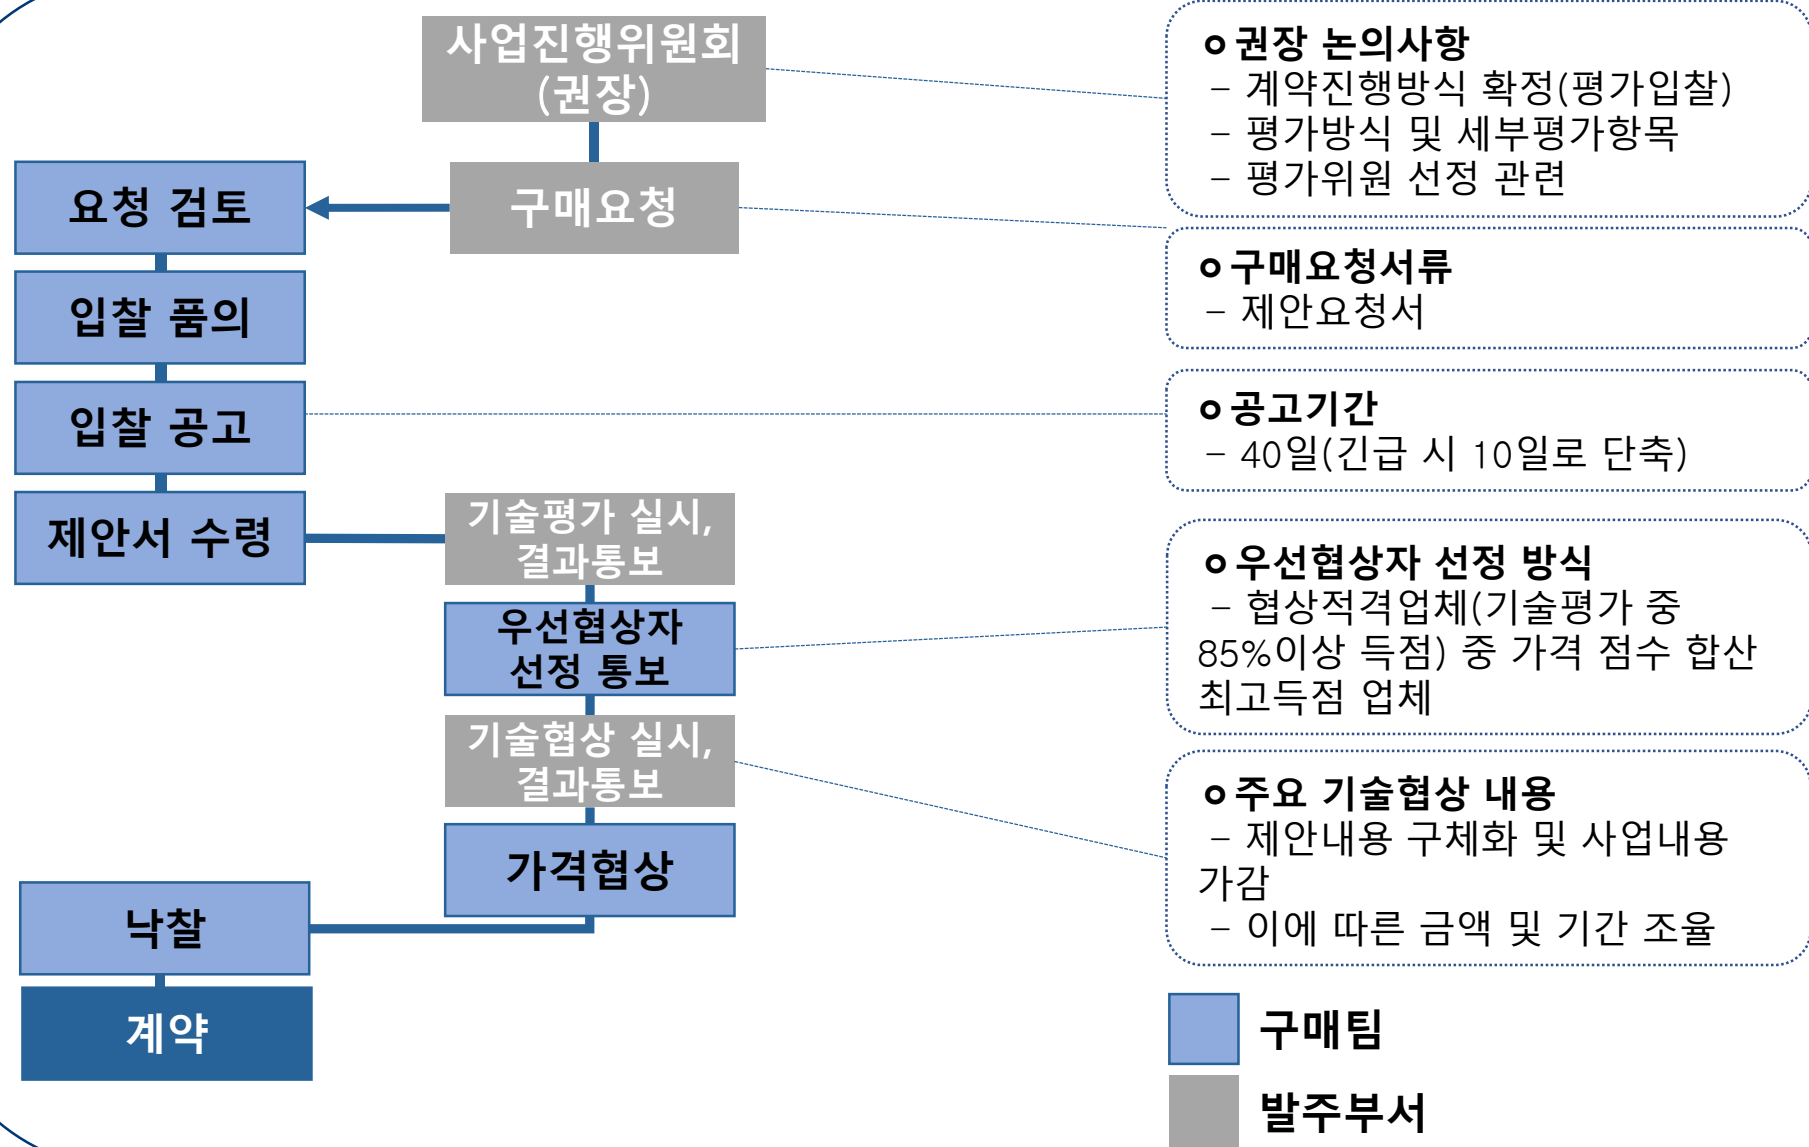 사업진행위원회
(권장)
구매요청
요청 검토
입찰 품의
입찰 공고
제안서 수령
기술평가 실시,
결과통보
우선협상자
선정 통보
기술협상 실시,
결과통보
가격협상
낙찰
계약
ㅇ권장 논의사항
- 계약진행방식 확정(평가입찰)
- 평가방식 및 세부평가항목
- 평가위원 선정 관련
ㅇ구매요청서류
- 제안요청서
ㅇ공고기간
- 40일(긴급 시 10일로 단축)
ㅇ우선협상자 선정 방식
- 협상적격업체(기술평가 중
85%이상 득점) 중 가격 점수 합산
최고득점 업체
ㅇ주요 기술협상 내용
- 제안내용 구체화 및 사업내용
가감
- 이에 따른 금액 및 기간 조율
구매팀
발주부서